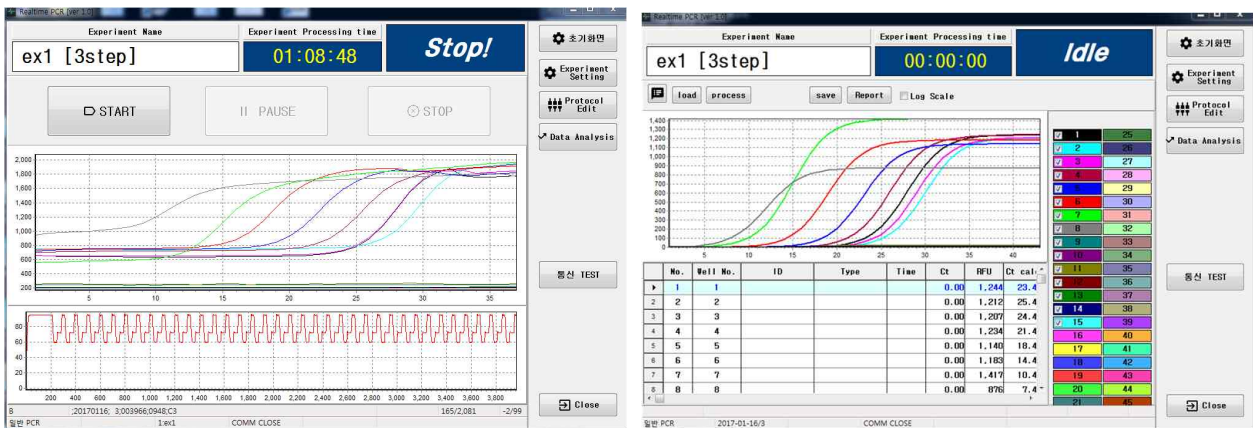 Realtime PCR [ver 1.0]
Experiment Name
Experiment Processing time
ex1 [3step]
01:08:48
Stop!
START
PAUSE
STOP
초기화면
Experiment Setting
Protocol Edit
Data Analysis
통신 TEST
Close
2,000
1,800
1,600
1,400
1,200
1,000
800
600
400
200
5 10 15 20 25 30 35
80
60
40
20
0
200 400 600 800 1,000 1,200 1,400 1,600 1,800 2,000 2,200 2,400 2,600 2,800 3,000 3,200 3,400 3,600 3,800
8 ;20170116; 3;003966;0948;C3 165/2,081 -2/99
일반 PCR 1:ex1 COMM CLOSE
Realtime PCR [ver 1.0]
Experiment Name
Experiment Processing time
ex1 [3step]
00:00:00
Idle
load process save Report Log Scale
초기화면
Experiment Setting
Protocol Edit
Data Analysis
통신 TEST
Close
1,400
1,300
1,200
1,100
1,000
900
800
700
600
500
400
300
200
100
0
5 10 15 20 25 30 35 40
1 25
2 26
3 27
4 28
5 29
6 30
7 31
8 32
9 33
10 34
11 35
12 36
13 37
14 38
15 39
16 40
17 41
18 42
19 43
20 44
21 45
No. Well No. ID Type Time Ct RFU Ct cal
1 1 0.00 1,244 23.4
2 2 2 0.00 1,212 25.4
3 3 3 0.00 1,207 24.4
4 4 4 0.00 1,234 21.4
5 5 5 0.00 1,140 18.4
6 6 6 0.00 1,183 14.4
7 7 7 0.00 1,417 10.4
8 8 8 0.00 876 7.4
일반 PCR 2017-01-16/3 COMM CLOSE